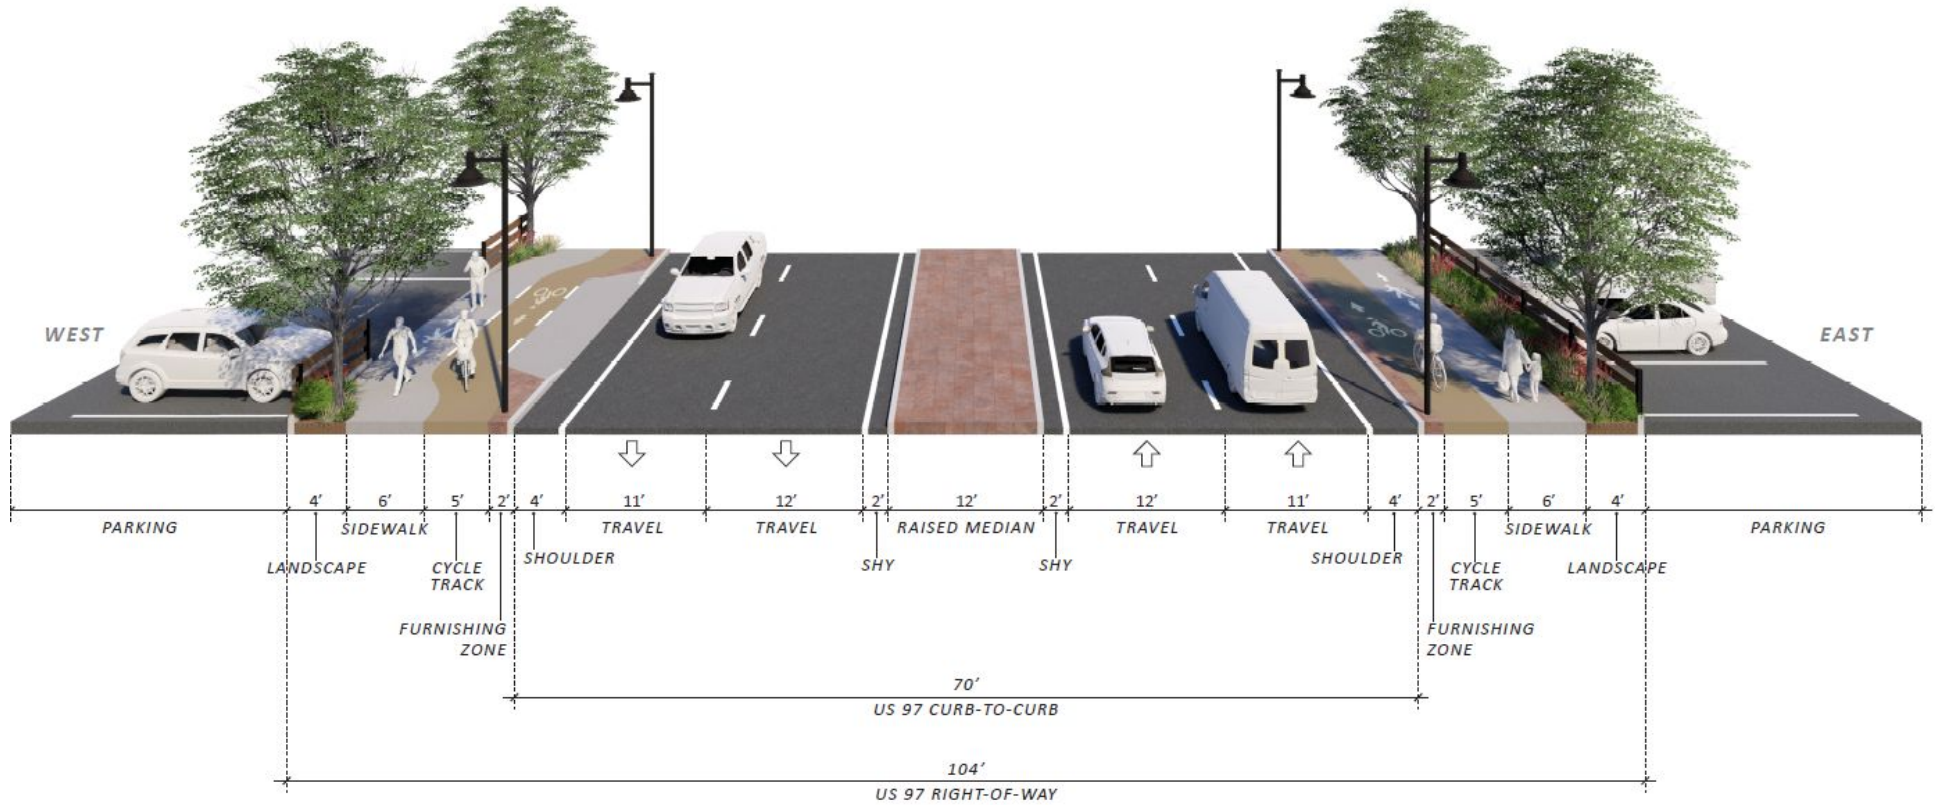 WEST
EAST
4' 6' 5' 2' 4' 11' 12' 2' 12' 2' 12' 11' 4' 2' 5' 6' 4'
PARKING SIDEWALK TRAVEL TRAVEL RAISED MEDIAN TRAVEL TRAVEL SIDEWALK PARKING
LANDSCAPE CYCLE SHOULDER SHY SHY SHOULDER CYCLE LANDSCAPE
TRACK TRACK
FURNISHING FURNISHING
ZONE ZONE
70'
US 97 CURB-TO-CURB
104'
US 97 RIGHT-OF-WAY